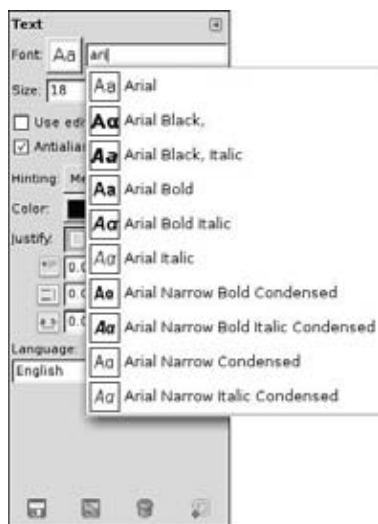 Text
Font: Aa ari
Aa Arial
Size: 18
Aa Arial Black,
Use edi
Aa Arial Black, Italic
Antialia
Aa Arial Bold
Hinting: Me
Color:
Aa Arial Bold Italic
Justify:
Aa Arial Italic
0.0
Aa Arial Narrow Bold Condensed
0.0
Aa Arial Narrow Bold Italic Condensed
0.0
Language:
Aa Arial Narrow Condensed
English
Aa Arial Narrow Italic Condensed